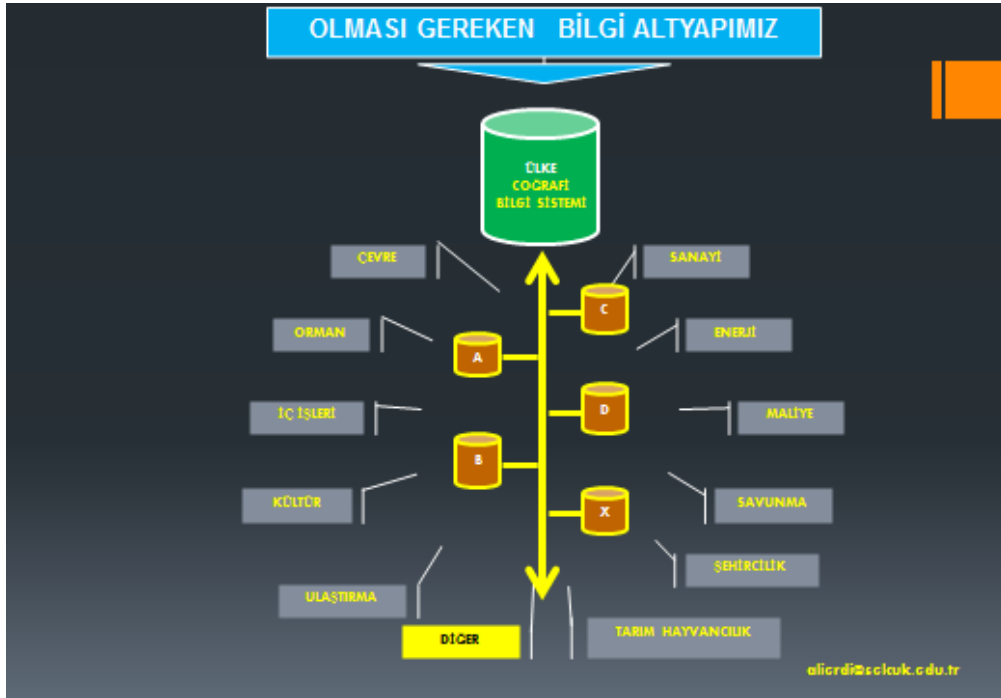 OLMASI GEREKEN BİLGİ ALTYAPIMIZ
ÜLKE
COĞRAFİ
BİLGİ SİSTEMİ
ÇEVRE
SANAYİ
C
ORMAN
ENERJİ
A
İÇ İŞLERİ
D
MALİYE
B
KÜLTÜR
X
SAVUNMA
ŞEHİRCİLİK
ULAŞTIRMA
DİĞER
TARIM HAYVANCILIK
alierdi@selcuk.edu.tr